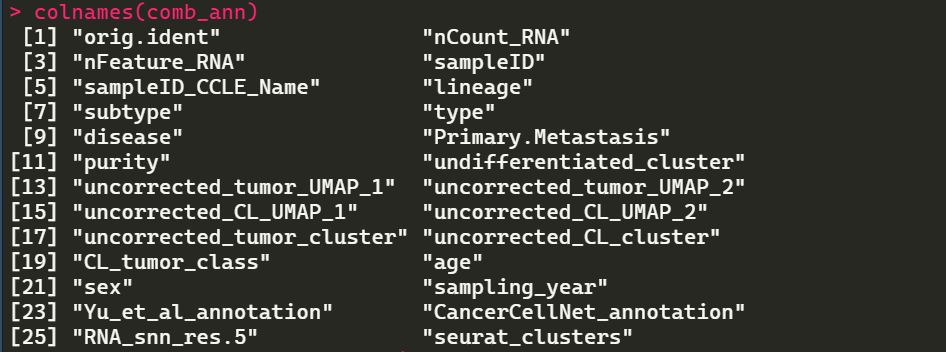 > colnames(comb_ann)
[1] "orig.ident" "nCount_RNA"
[3] "nFeature_RNA" "sampleID"
[5] "sampleID_CCLE_Name" "lineage"
[7] "subtype" "type"
[9] "disease" "Primary.Metastasis"
[11] "purity" "undifferentiated_cluster"
[13] "uncorrected_tumor_UMAP_1" "uncorrected_tumor_UMAP_2"
[15] "uncorrected_CL_UMAP_1" "uncorrected_CL_UMAP_2"
[17] "uncorrected_tumor_cluster" "uncorrected_CL_cluster"
[19] "CL_tumor_class" "age"
[21] "sex" "sampling_year"
[23] "Yu_et_al_annotation" "CancerCellNet_annotation"
[25] "RNA_snn_res.5" "seurat_clusters"